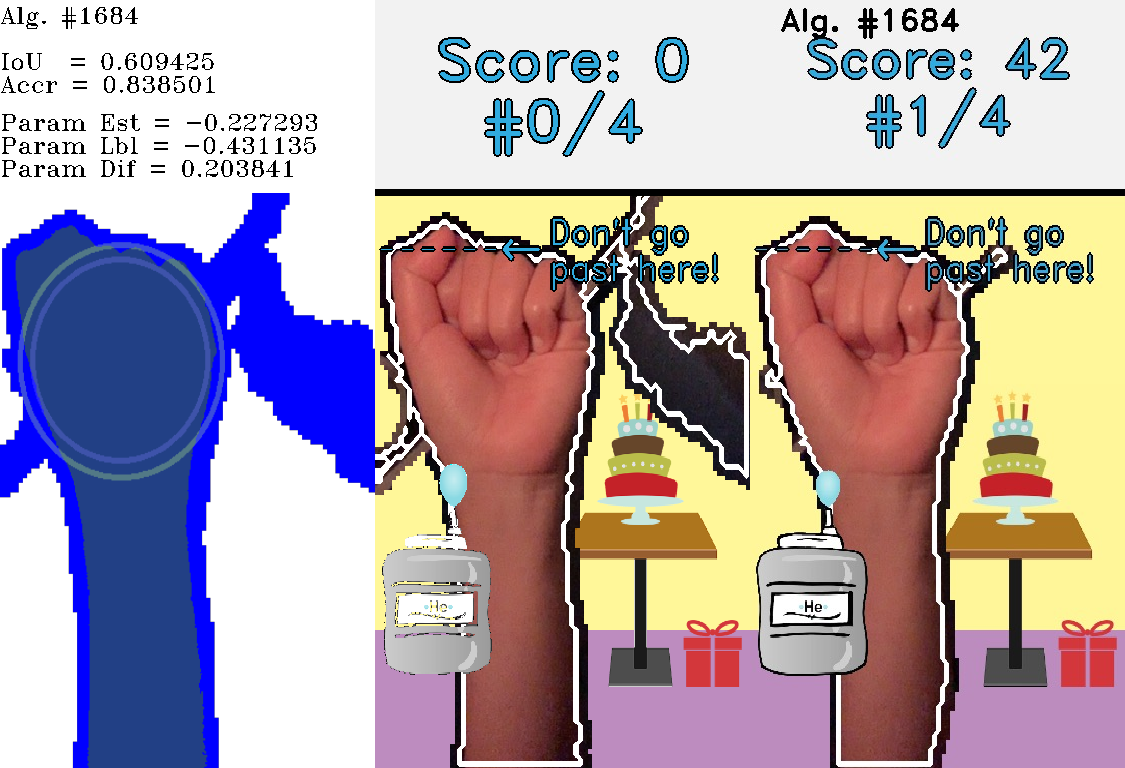 Alg. #1684
IoU = 0.609425
Accr = 0.838501
Param Est = −0.227293
Param Lbl = −0.431135
Param Dif = 0.203841
Score: 0
#0/4
Don't go
past here!
He
Alg. #1684
Score: 42
#1/4
Don't go
past here!
He